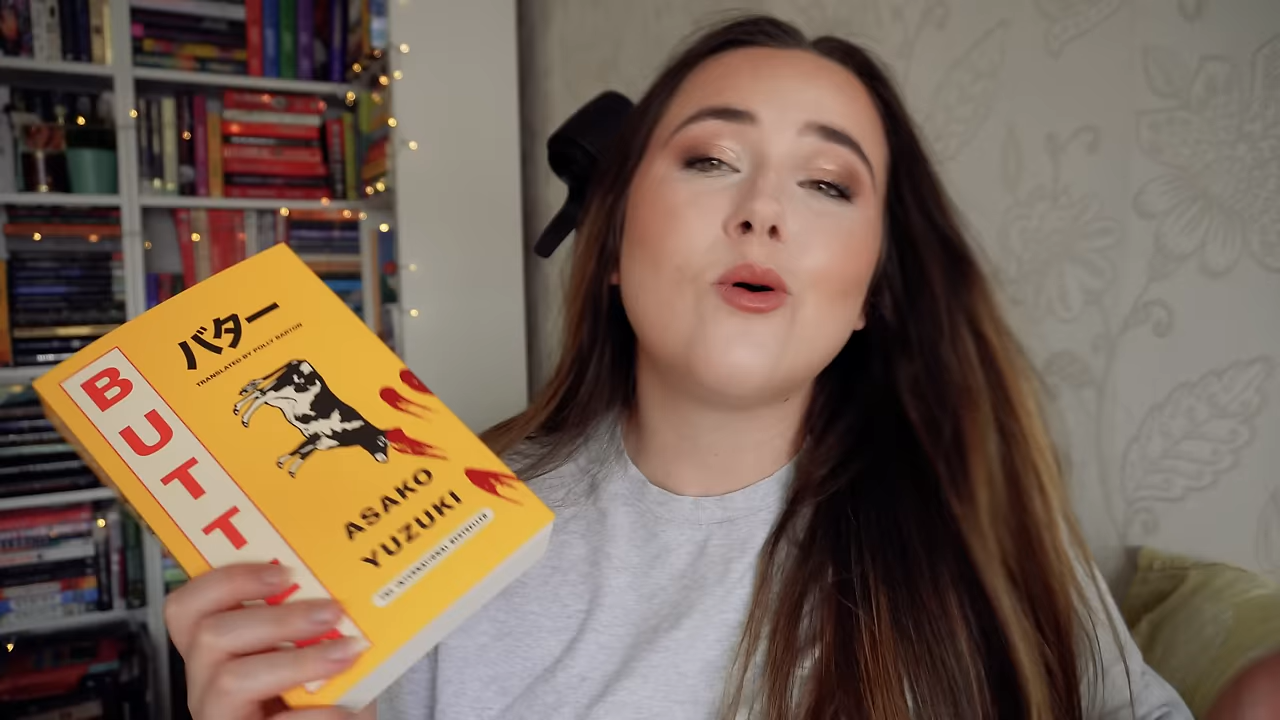 バター
TRANSLATED BY POLLY BARTON
BUTT
ASAKO
YUZUKI
THE INTERNATIONAL BESTSELLER